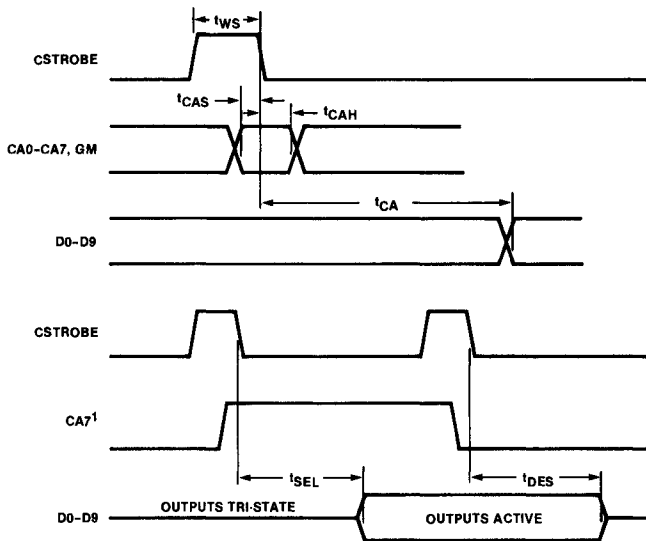 tWS
CSTROBE
tCAS
tCAH
CA0–CA7, GM
tCA
D0–D9
CSTROBE
CA7¹
tSEL
tDES
OUTPUTS TRI-STATE
D0–D9
OUTPUTS ACTIVE